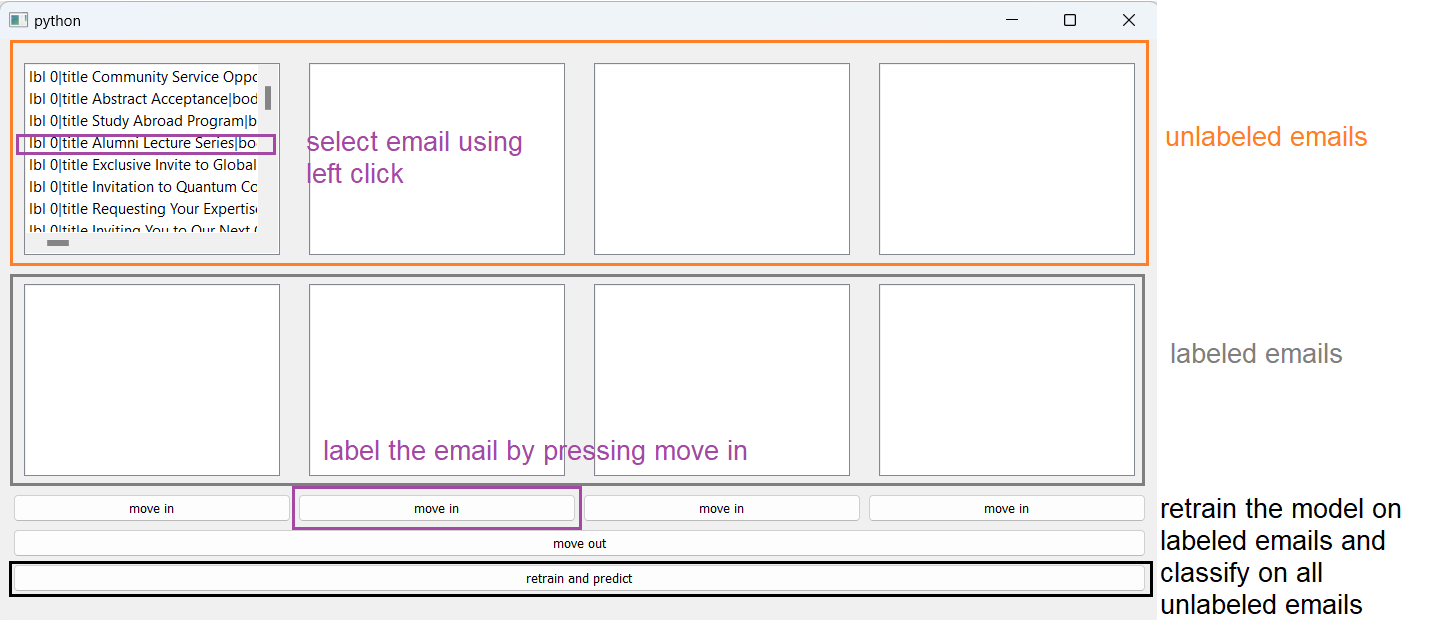 python
lbl 0|title Community Service Oppo
lbl 0|title Abstract Acceptance|bod
lbl 0|title Study Abroad Program|b
lbl 0|title Alumni Lecture Series|bo
lbl 0|title Exclusive Invite to Global
lbl 0|title Invitation to Quantum Co
lbl 0|title Requesting Your Expertis
lbl 0|title Inviting You to Our Next
select email using
left click
unlabeled emails
labeled emails
label the email by pressing move in
move in
move in
move in
move in
move out
retrain and predict
retrain the model on
labeled emails and
classify on all
unlabeled emails